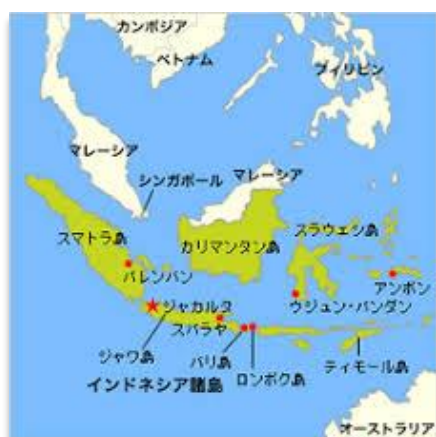 カンボジア
ベトナム
フィリピン
マレーシア
シンガポール
マレーシア
スラウェシ島
スマトラ島
カリマンタン島
パレンバン
アンボン
ウジュン・パンダン
ジャカルタ
スバラヤ
ジャワ島
バリ島
ロンボク島
ティモール島
インドネシア諸島
オーストラリア